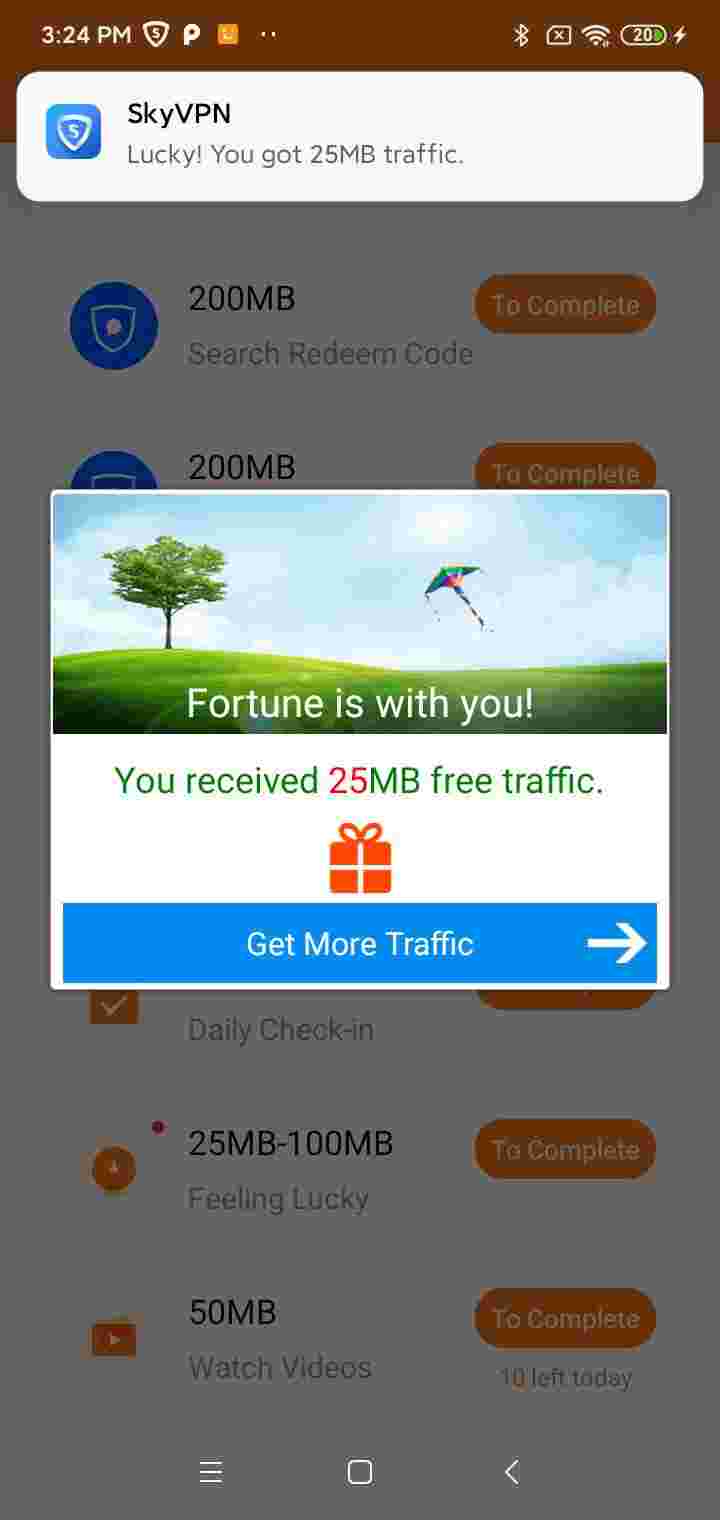 3:24 PM
20
SkyVPN
Lucky! You got 25MB traffic.
200MB
To Complete
Search Redeem Code
200MB
To Complete
Fortune is with you!
You received 25MB free traffic.
Get More Traffic
Daily Check-in
25MB-100MB
To Complete
Feeling Lucky
50MB
To Complete
Watch Videos
10 left today